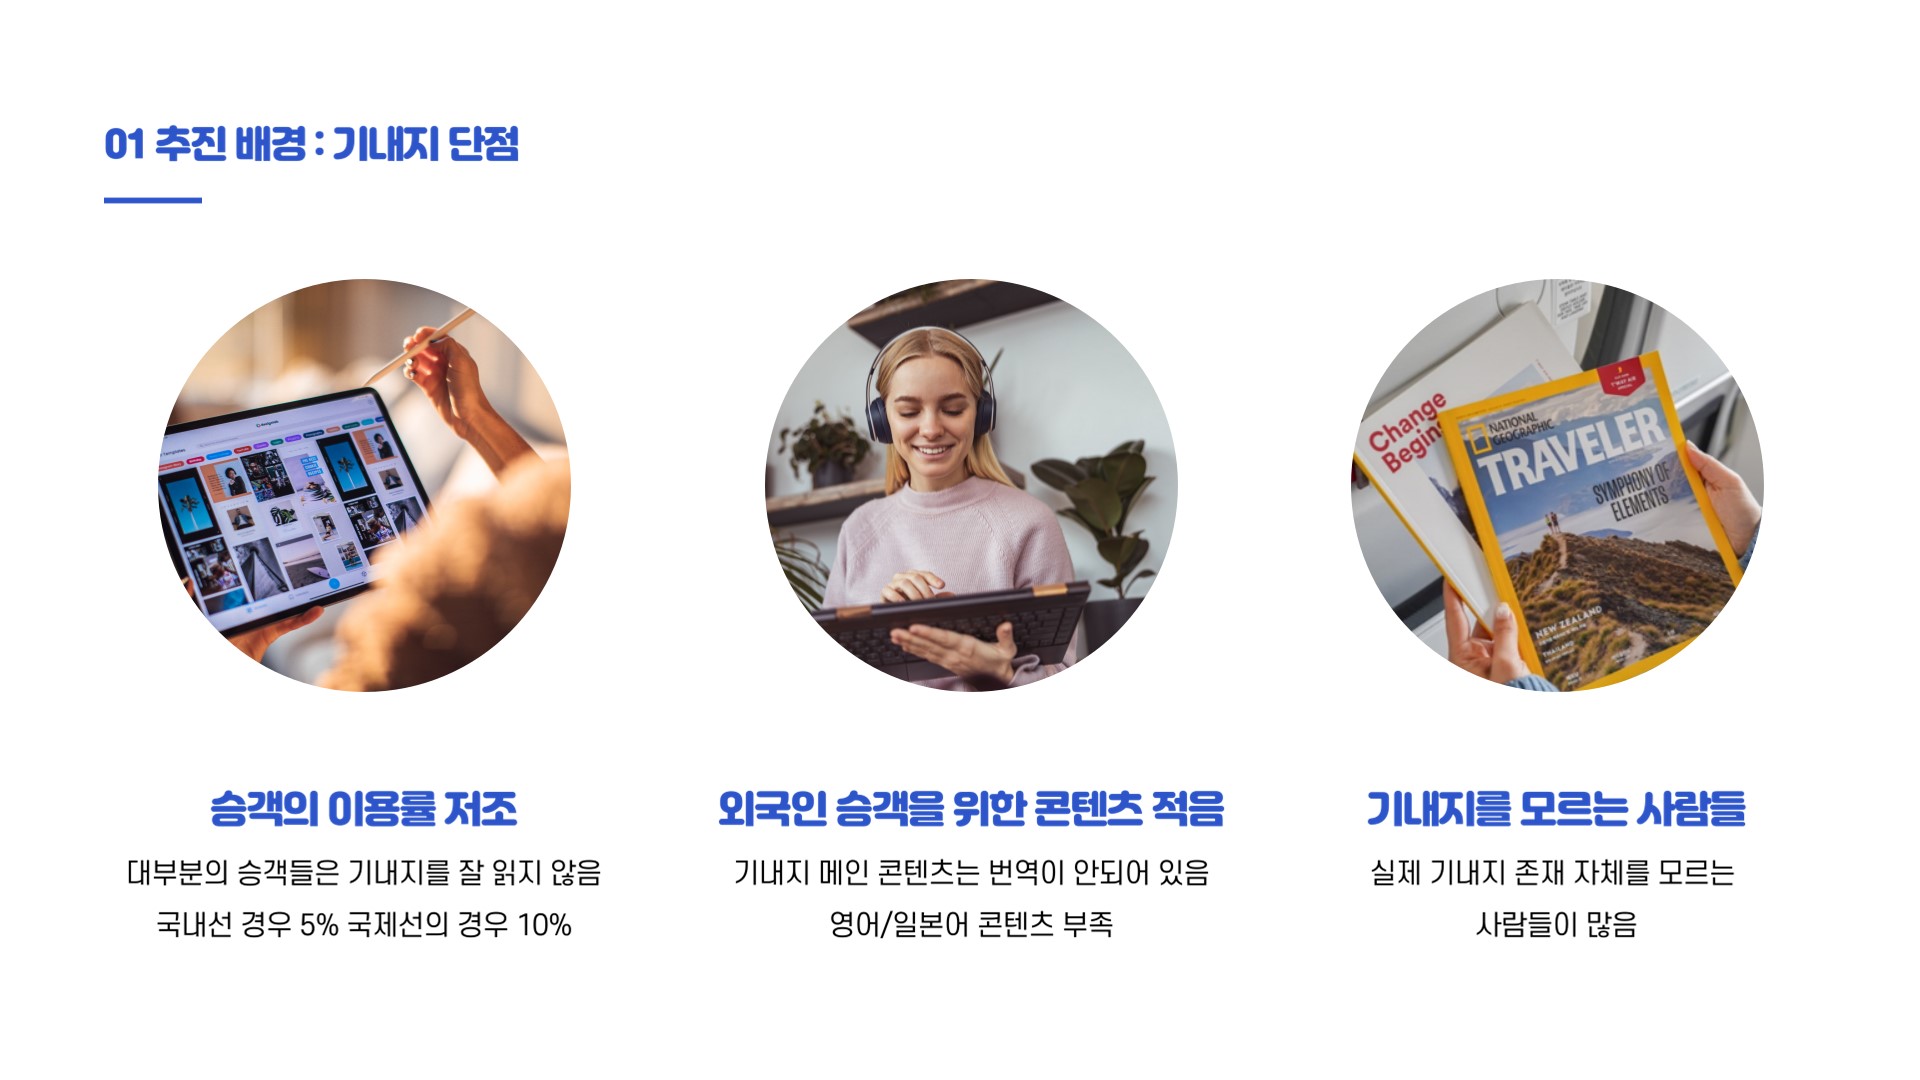 01 추진 배경 : 기내지 단점
Change
Begins
NATIONAL
GEOGRAPHIC
TRAVELER
SYMPHONY OF
ELEMENTS
NEW ZEALAND
THAILAND
승객의 이용률 저조
대부분의 승객들은 기내지를 잘 읽지 않음
국내선 경우 5% 국제선의 경우 10%
외국인 승객을 위한 콘텐츠 적음
기내지 메인 콘텐츠는 번역이 안되어 있음
영어/일본어 콘텐츠 부족
기내지를 모르는 사람들
실제 기내지 존재 자체를 모르는
사람들이 많음